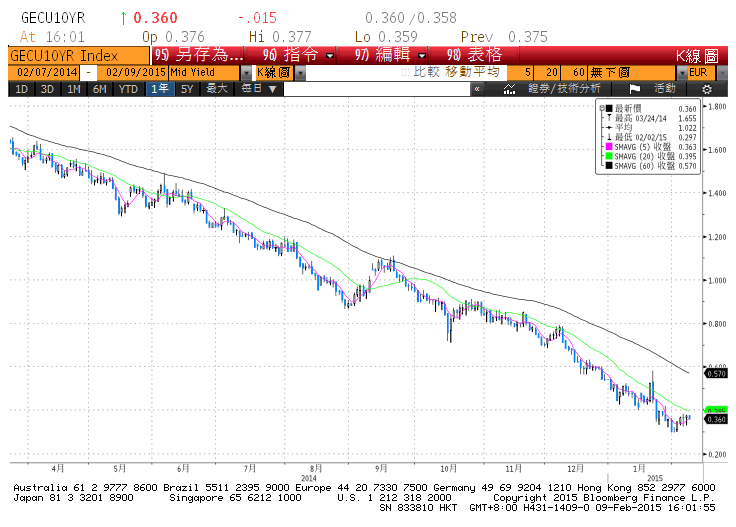 GECU10YR ↑ 0.360 -.015 0.360 / 0.358
At 16:01 Op 0.376 Hi 0.377 Lo 0.359 Prev 0.375
GECU10YR Index 95) 另存為... 96) 指令 97) 編輯 98) 表格 K線圖
02/07/2014 - 02/09/2015 Mid Yield K線圖 比較 移動平均 5 20 60 無下圖 EUR
1D 3D 1M 6M YTD 1年 5Y 最大 每日 ▼ « 證券/技術分析 活動
最新價 0.360
最高 03/24/14 1.655
平均 1.022
最低 02/02/15 0.297
SMAVG (5) 收盤 0.363
SMAVG (20) 收盤 0.395
SMAVG (60) 收盤 0.570
1.800
1.600
1.400
1.200
1.000
0.800
0.600
0.570
0.395
0.360
0.200
4月 5月 6月 7月 8月 9月 10月 11月 12月 1月
2014 2015
Australia 61 2 9777 8600 Brazil 5511 2395 9000 Europe 44 20 7330 7500 Germany 49 69 9204 1210 Hong Kong 852 2977 6000
Japan 81 3 3201 8900 Singapore 65 6212 1000 U.S. 1 212 318 2000 Copyright 2015 Bloomberg Finance L.P.
SN 833810 HKT GMT+8:00 H431-1409-0 09-Feb-2015 16:01:55